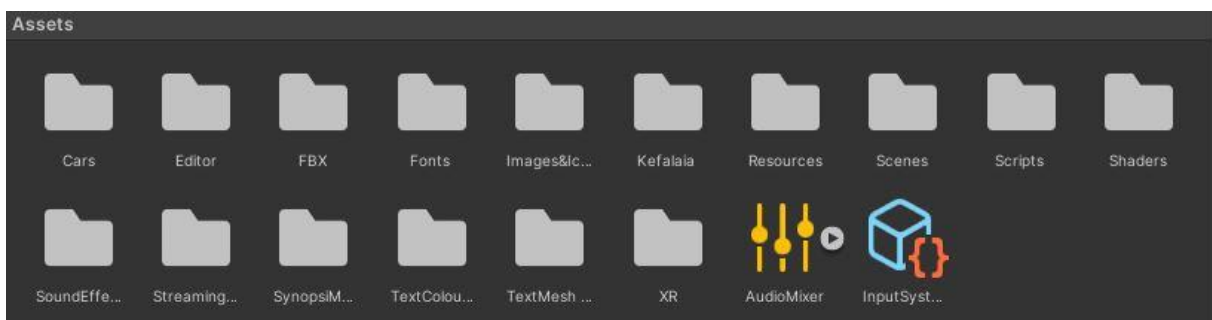 Assets
Cars Editor FBX Fonts Images&Ic... Kefalaia Resources Scenes Scripts Shaders
SoundEffe... Streaming... SynopsiM... TextColou... TextMesh ... XR AudioMixer InputSyst...